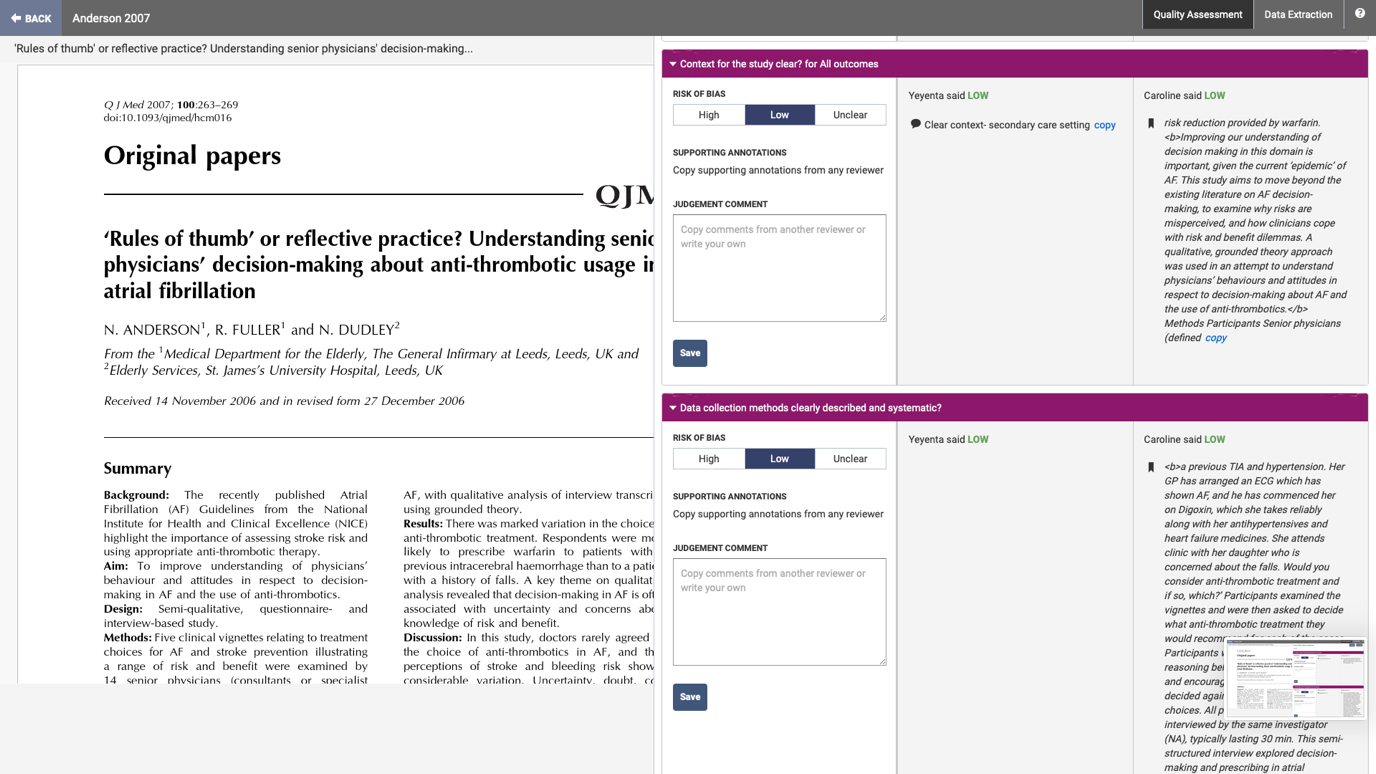 BACK
Anderson 2007
Quality Assessment
Data Extraction
?
'Rules of thumb' or reflective practice? Understanding senior physicians' decision-making...
Q J Med 2007; 100:263–269
doi:10.1093/qjmed/hcm016
Original papers
QJM
‘Rules of thumb’ or reflective practice? Understanding senio
physicians’ decision-making about anti-thrombotic usage in
atrial fibrillation
N. ANDERSON1, R. FULLER1 and N. DUDLEY2
From the 1Medical Department for the Elderly, The General Infirmary at Leeds, Leeds, UK and
2Elderly Services, St. James’s University Hospital, Leeds, UK
Received 14 November 2006 and in revised form 27 December 2006
Summary
Background: The recently published Atrial
Fibrillation (AF) Guidelines from the National
Institute for Health and Clinical Excellence (NICE)
highlight the importance of assessing stroke risk and
using appropriate anti-thrombotic therapy.
Aim: To improve understanding of physicians’
behaviour and attitudes in respect to decision-
making in AF and the use of anti-thrombotics.
Design: Semi-qualitative, questionnaire- and
interview-based study.
Methods: Five clinical vignettes relating to treatment
choices for AF and stroke prevention illustrating
a range of risk and benefit were examined by
14 senior physicians (consultants or specialist
AF, with qualitative analysis of interview transcri
using grounded theory.
Results: There was marked variation in the choice
anti-thrombotic treatment. Respondents were mo
likely to prescribe warfarin to patients with
previous intracerebral haemorrhage than to a patie
with a history of falls. A key theme on qualitat
analysis revealed that decision-making in AF is oft
associated with uncertainty and concerns abo
knowledge of risk and benefit.
Discussion: In this study, doctors rarely agreed
the choice of anti-thrombotics in AF, and th
perceptions of stroke and bleeding risk show
considerable variation. Uncertainty, doubt, co
Context for the study clear? for All outcomes
RISK OF BIAS
High
Low
Unclear
SUPPORTING ANNOTATIONS
Copy supporting annotations from any reviewer
JUDGEMENT COMMENT
Copy comments from another reviewer or
write your own
Save
Yeyenta said LOW
Clear context- secondary care setting copy
Caroline said LOW
risk reduction provided by warfarin.
<b>Improving our understanding of
decision making in this domain is
important, given the current ‘epidemic’ of
AF. This study aims to move beyond the
existing literature on AF decision-
making, to examine why risks are
misperceived, and how clinicians cope
with risk and benefit dilemmas. A
qualitative, grounded theory approach
was used in an attempt to understand
physicians’ behaviours and attitudes in
respect to decision-making about AF and
the use of anti-thrombotics.</b>
Methods Participants Senior physicians
(defined copy
Data collection methods clearly described and systematic?
RISK OF BIAS
High
Low
Unclear
SUPPORTING ANNOTATIONS
Copy supporting annotations from any reviewer
JUDGEMENT COMMENT
Copy comments from another reviewer or
write your own
Save
Yeyenta said LOW
Caroline said LOW
<b>a previous TIA and hypertension. Her
GP has arranged an ECG which has
shown AF, and he has commenced her
on Digoxin, which she takes reliably
along with her antihypertensives and
heart failure medicines. She attends
clinic with her daughter who is
concerned about the falls. Would you
consider anti-thrombotic treatment and
if so, which?’ Participants examined the
vignettes and were then asked to decide
what anti-thrombotic treatment they
would recom
Participants w
reasoning beh
and encourag
decided agai
choices. All p
interviewed by the same investigator
(NA), typically lasting 30 min. This semi-
structured interview explored decision-
making and prescribing in atrial